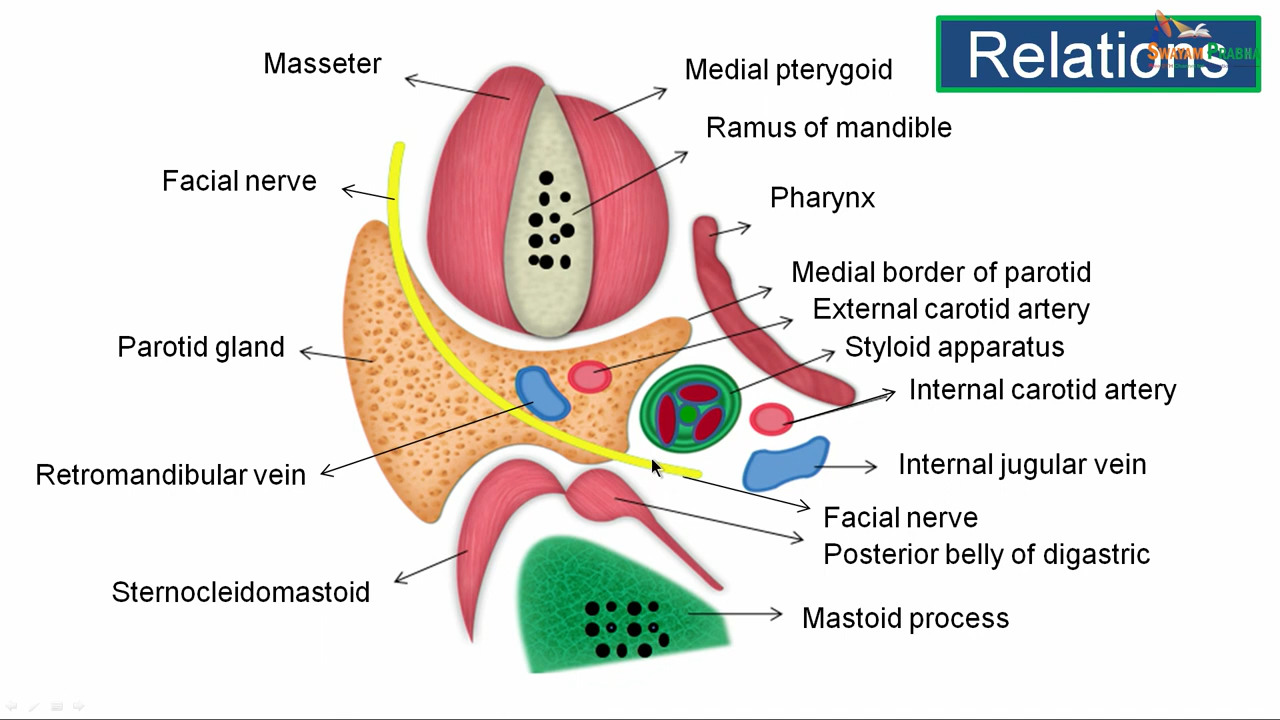 Relations
SWAYAM PRABHA
Masseter
Medial pterygoid
Ramus of mandible
Facial nerve
Pharynx
Medial border of parotid
External carotid artery
Parotid gland
Styloid apparatus
Internal carotid artery
Retromandibular vein
Internal jugular vein
Facial nerve
Posterior belly of digastric
Sternocleidomastoid
Mastoid process